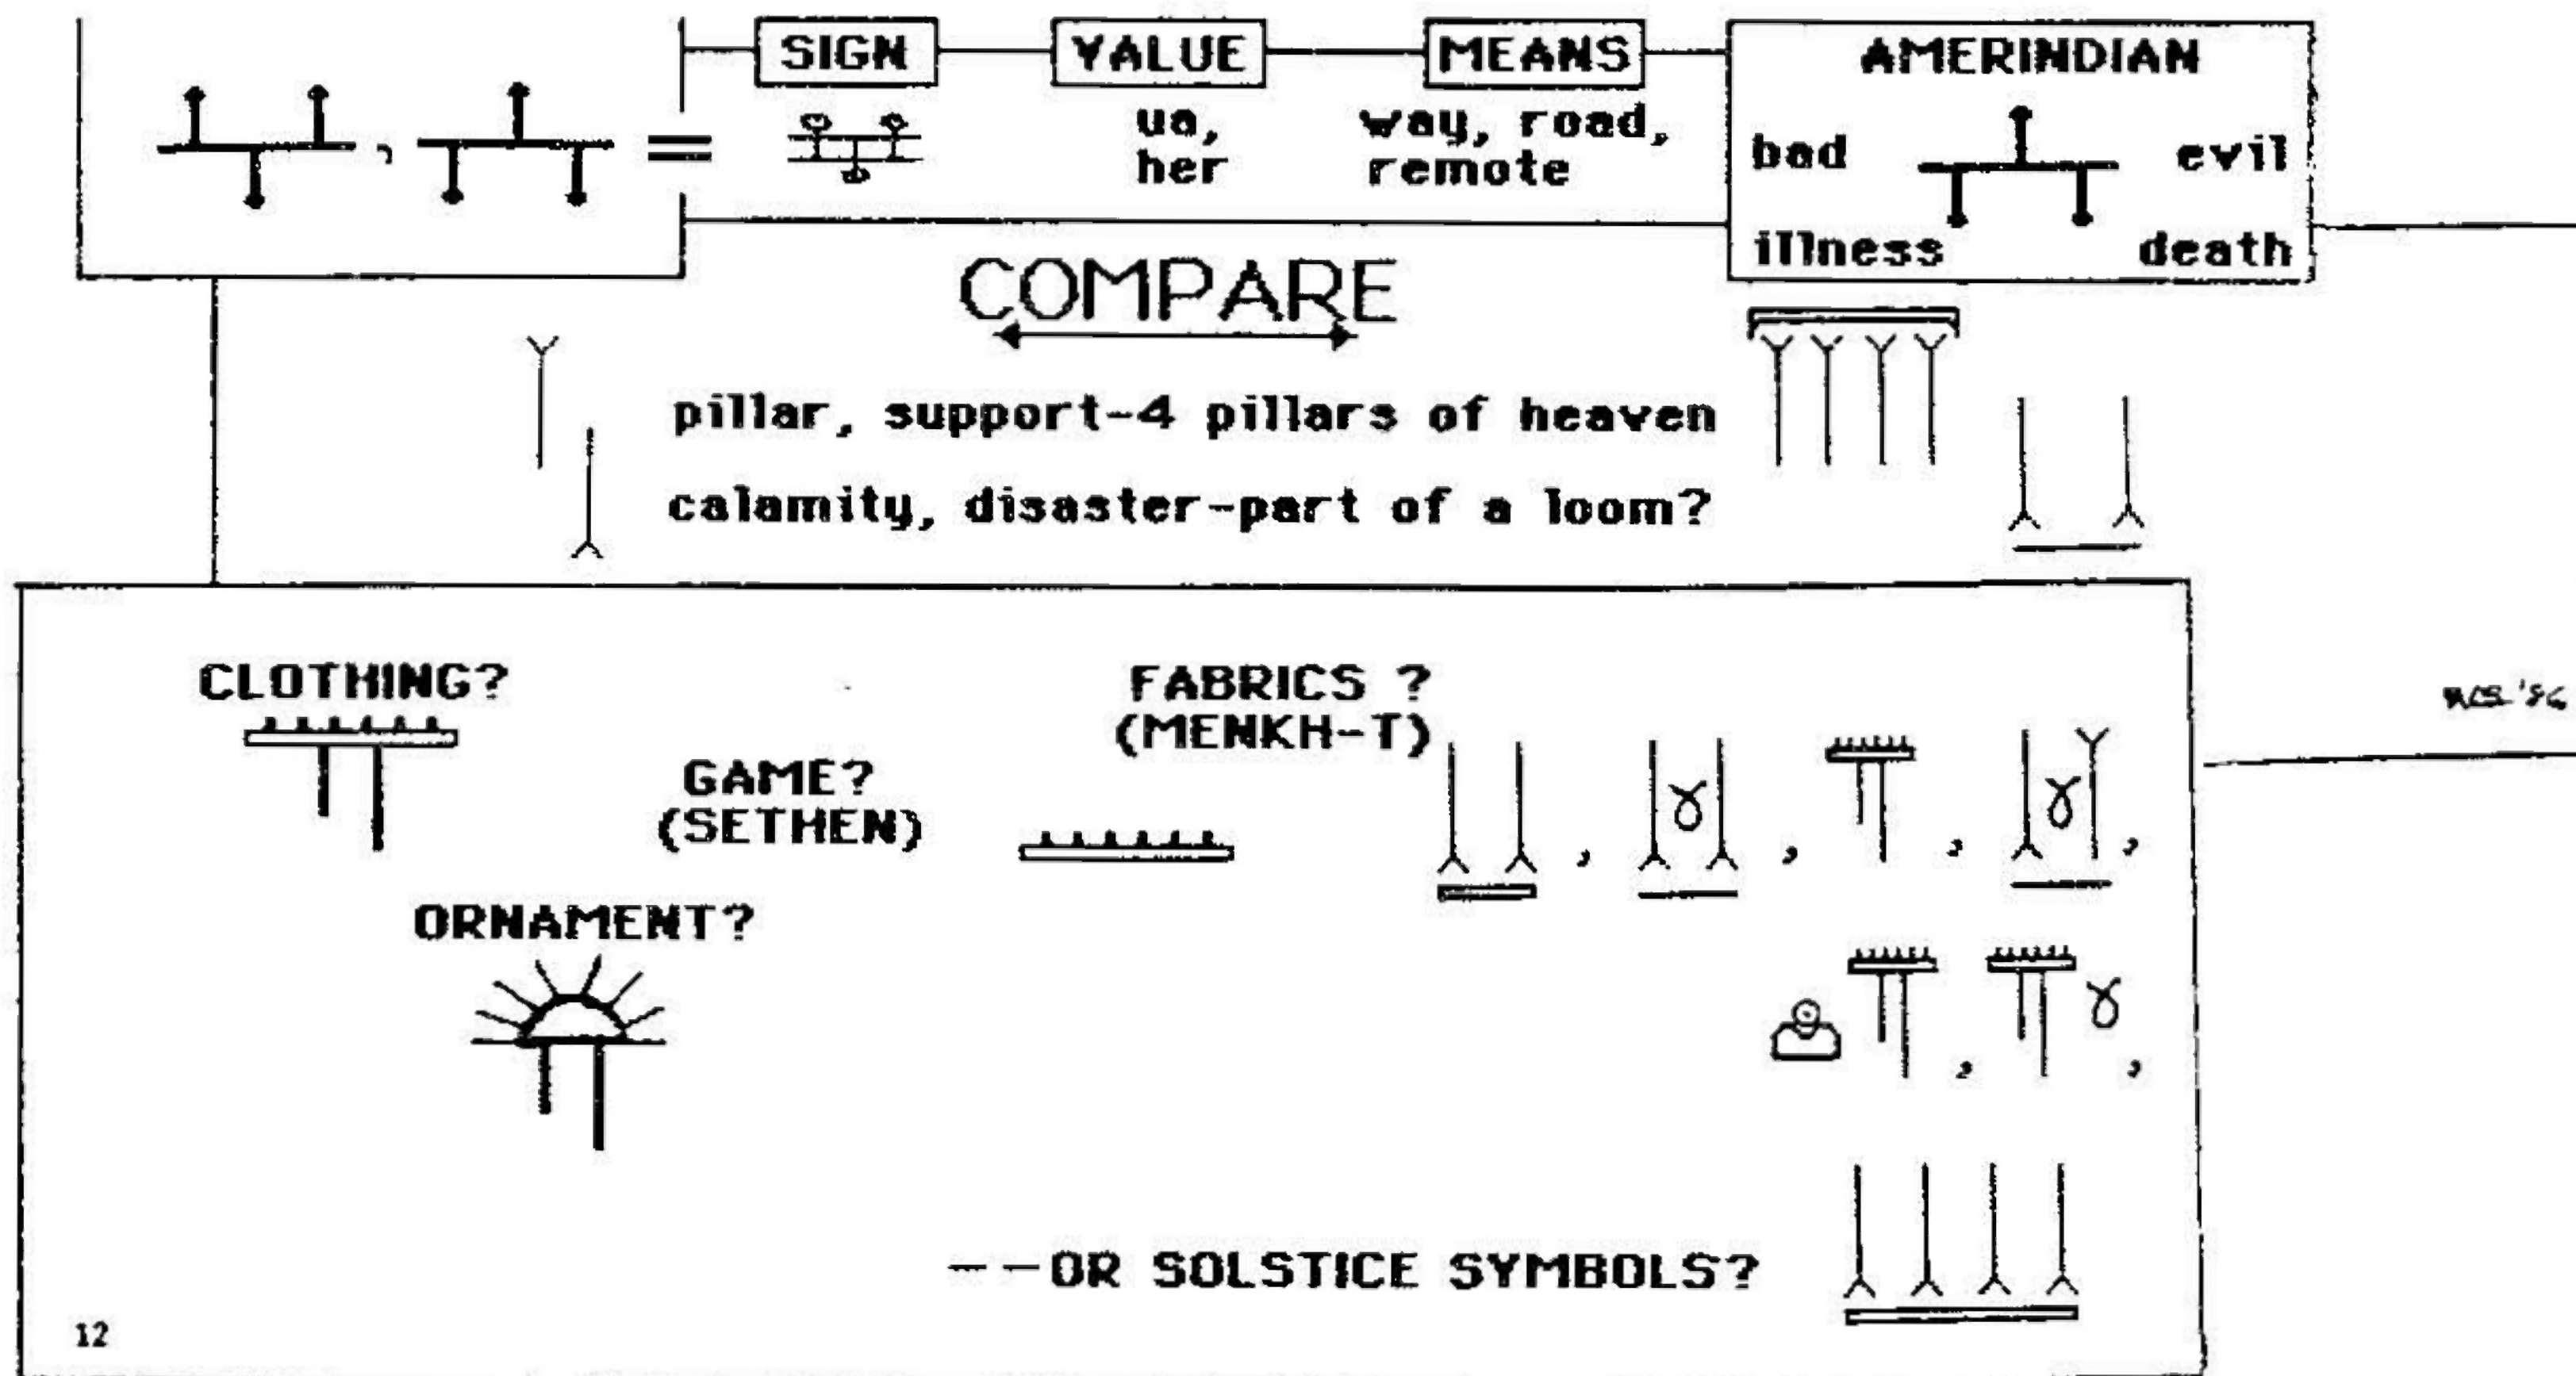 SIGN VALUE MEANS AMERINDIAN
ua, way, road,
her remote
bad evil
illness death
COMPARE
pillar, support-4 pillars of heaven
calamity, disaster-part of a loom?
CLOTHING?
FABRICS ?
(MENKH-T)
GAME?
(SETHEN)
ORNAMENT?
--OR SOLSTICE SYMBOLS?
12